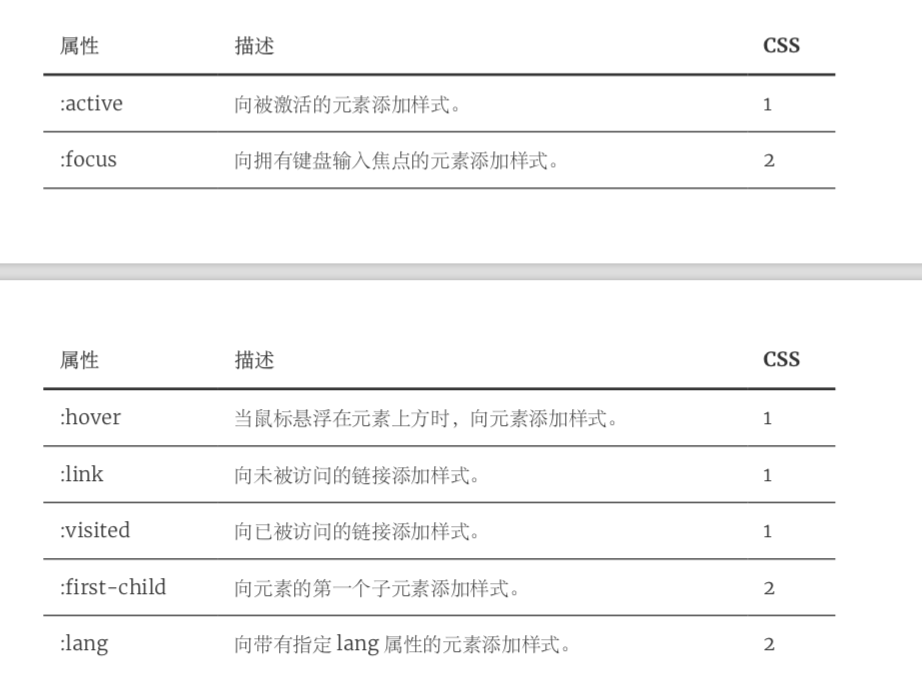 属性 描述 CSS
:active 向被激活的元素添加样式。 1
:focus 向拥有键盘输入焦点的元素添加样式。 2
属性 描述 CSS
:hover 当鼠标悬浮在元素上方时，向元素添加样式。 1
:link 向未被访问的链接添加样式。 1
:visited 向已被访问的链接添加样式。 1
:first-child 向元素的第一个子元素添加样式。 2
:lang 向带有指定 lang 属性的元素添加样式。 2